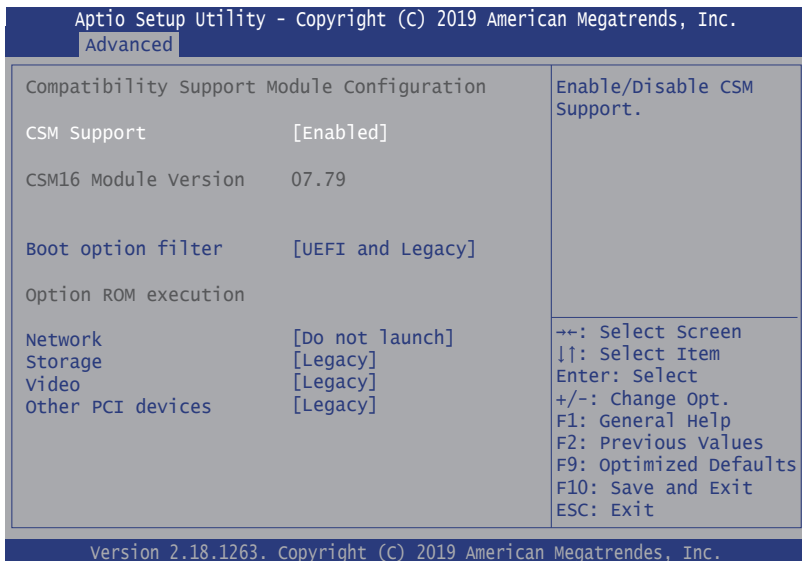 Aptio Setup Utility - Copyright (C) 2019 American Megatrends, Inc.
Advanced
Compatibility Support Module Configuration
CSM Support [Enabled]
CSM16 Module Version 07.79
Boot option filter [UEFI and Legacy]
Option ROM execution
Network [Do not launch]
Storage [Legacy]
Video [Legacy]
Other PCI devices [Legacy]
Enable/Disable CSM
Support.
→←: Select Screen
↓↑: Select Item
Enter: Select
+/-: Change Opt.
F1: General Help
F2: Previous Values
F9: Optimized Defaults
F10: Save and Exit
ESC: Exit
Version 2.18.1263. Copyright (C) 2019 American Megatrendes, Inc.